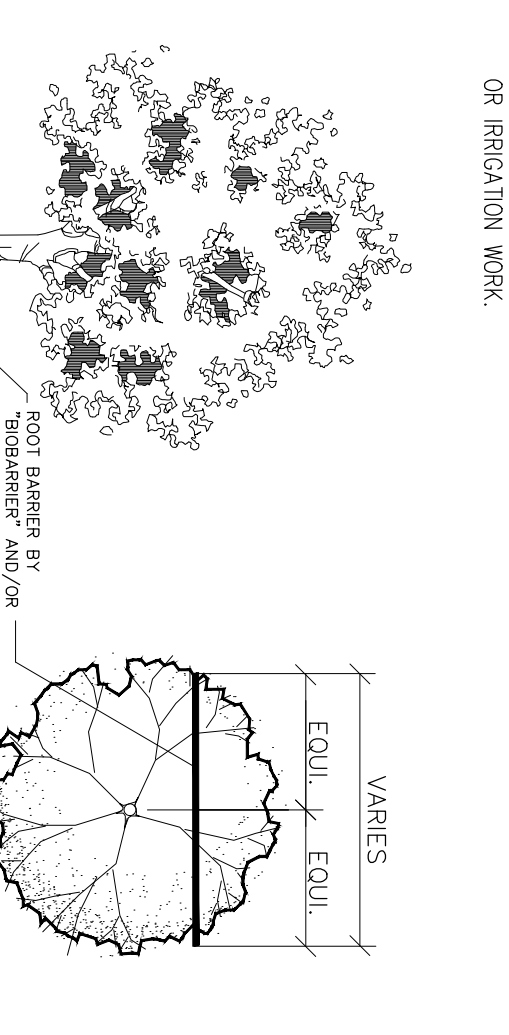 OR IRRIGATION WORK.
ROOT BARRIER BY
"BIOBARRIER" AND/OR
VARIES
EQUI.
EQUI.